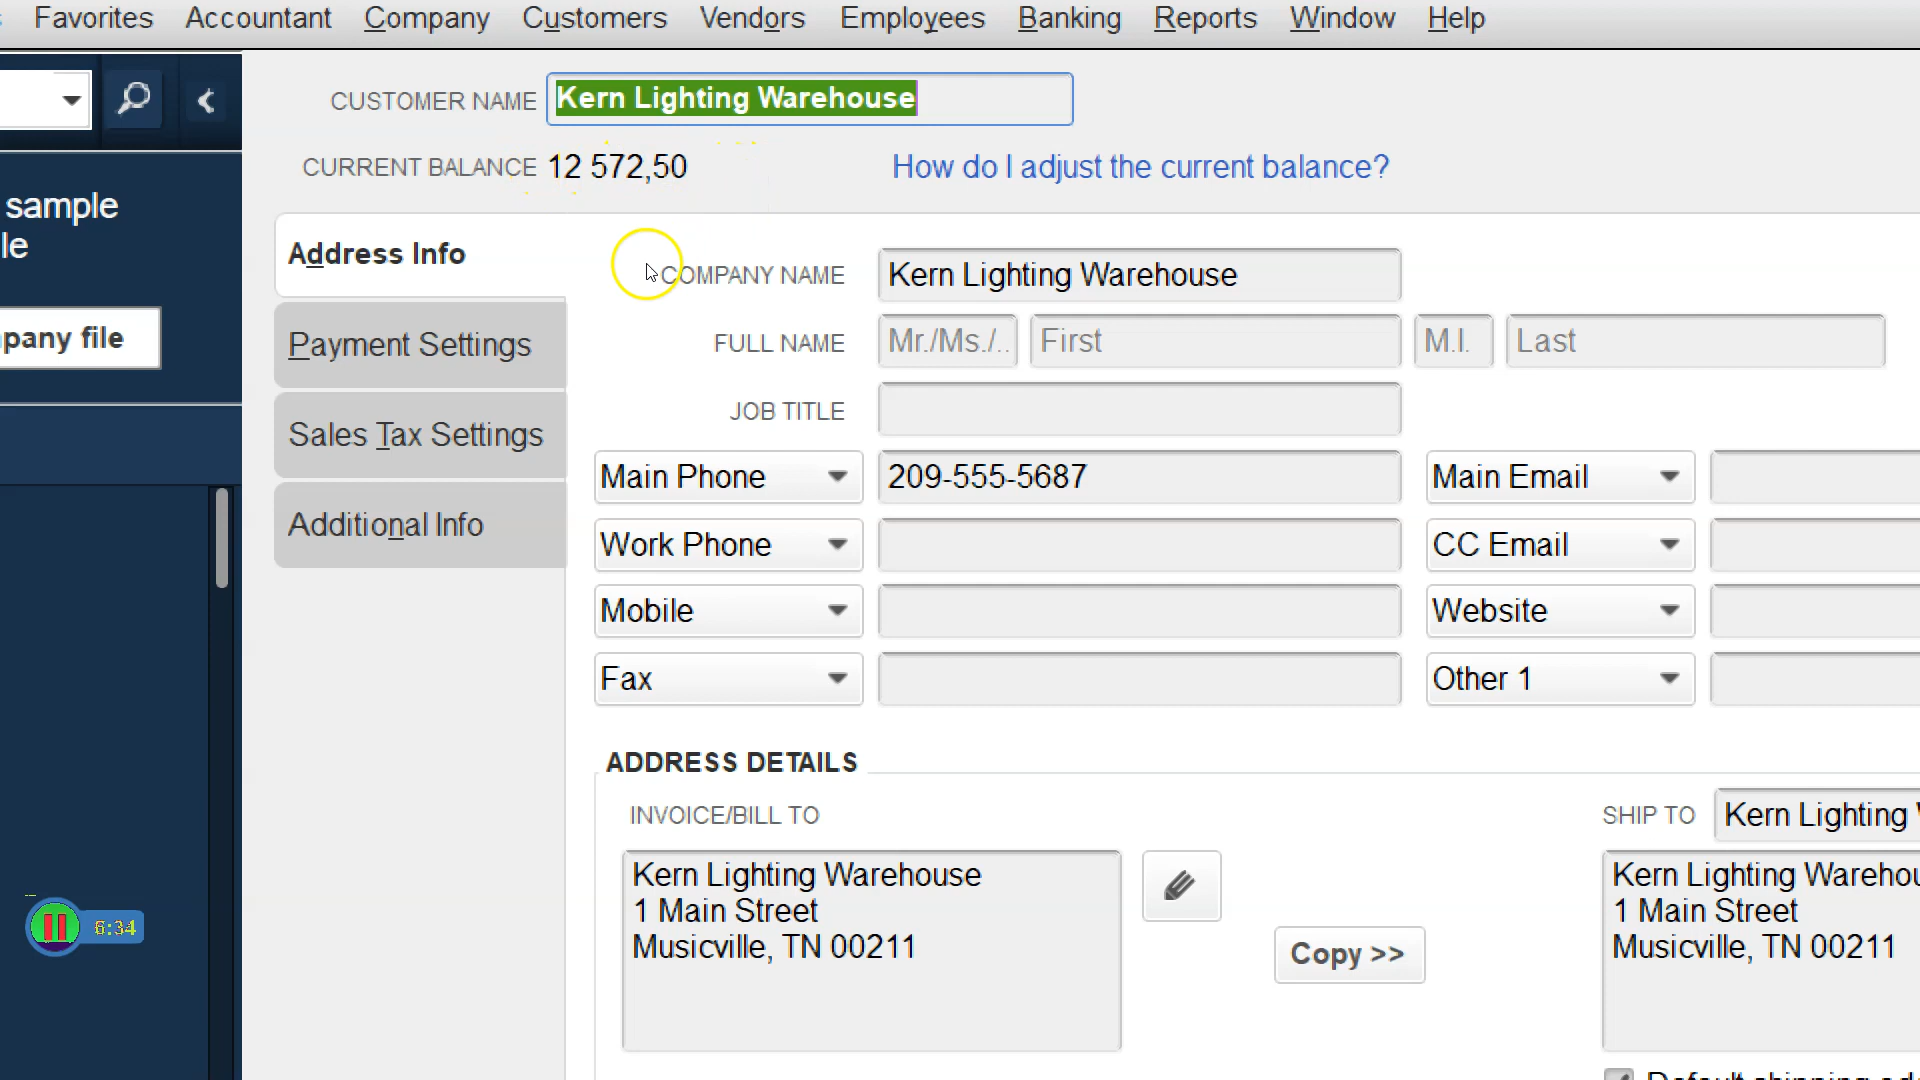 Favorites Accountant Company Customers Vendors Employees Banking Reports Window Help
CUSTOMER NAME Kern Lighting Warehouse
CURRENT BALANCE 12 572,50 How do I adjust the current balance?
sample
le
pany file
Address Info
Payment Settings
Sales Tax Settings
Additional Info
COMPANY NAME Kern Lighting Warehouse
FULL NAME Mr./Ms./.. First M.I. Last
JOB TITLE
Main Phone 209-555-5687 Main Email
Work Phone CC Email
Mobile Website
Fax Other 1
ADDRESS DETAILS
INVOICE/BILL TO
Kern Lighting Warehouse
1 Main Street
Musicville, TN 00211
Copy >>
SHIP TO Kern Lighting
Kern Lighting Warehou
1 Main Street
Musicville, TN 00211
Default shipping
6:34